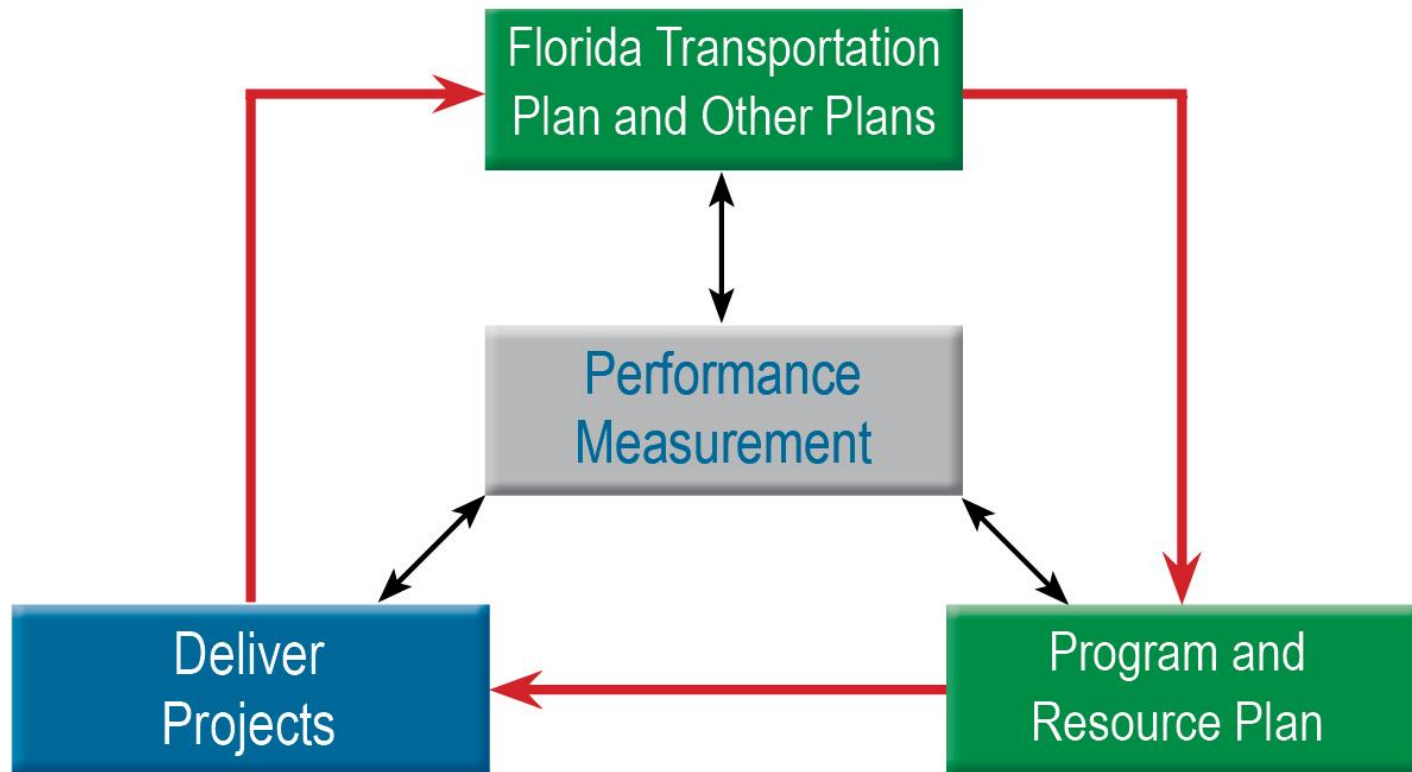 Florida Transportation
Plan and Other Plans
Performance
Measurement
Deliver
Projects
Program and
Resource Plan